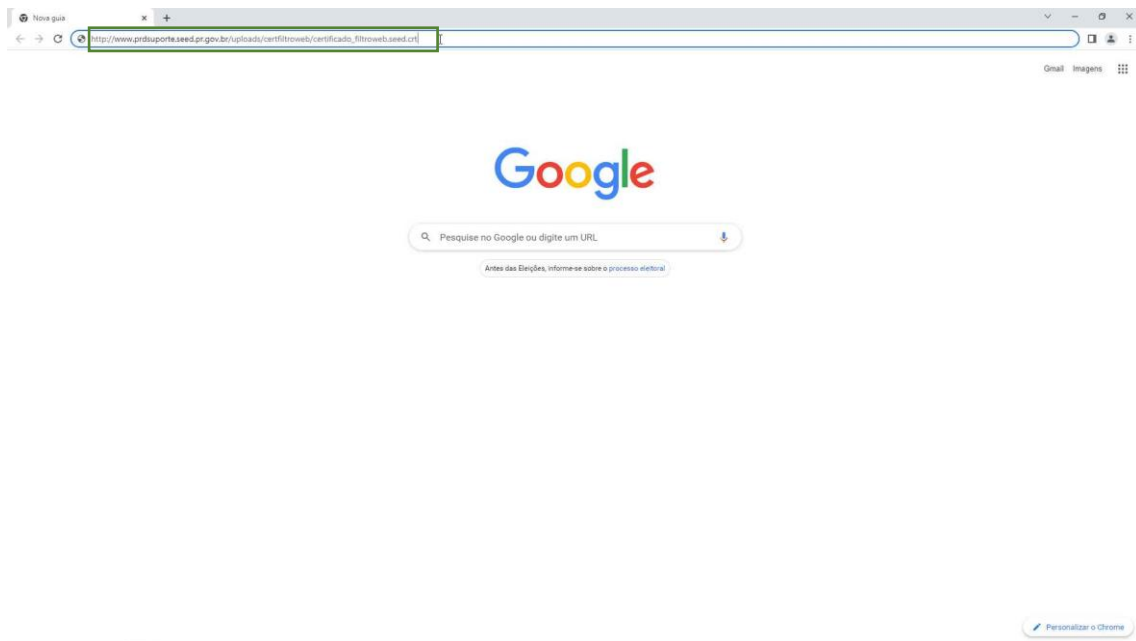 Nova guia
http://www.prdsuporte.seed.pr.gov.br/uploads/certfiltroweb/certificado_filtroweb.seed.crt
Gmail Imagens
Google
Pesquise no Google ou digite um URL
Antes das Eleições, informe-se sobre o processo eleitoral
Personalizar o Chrome